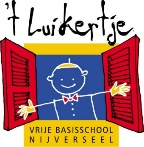 't Luikertje
VRIJE BASISSCHOOL
NIJVERSEEL